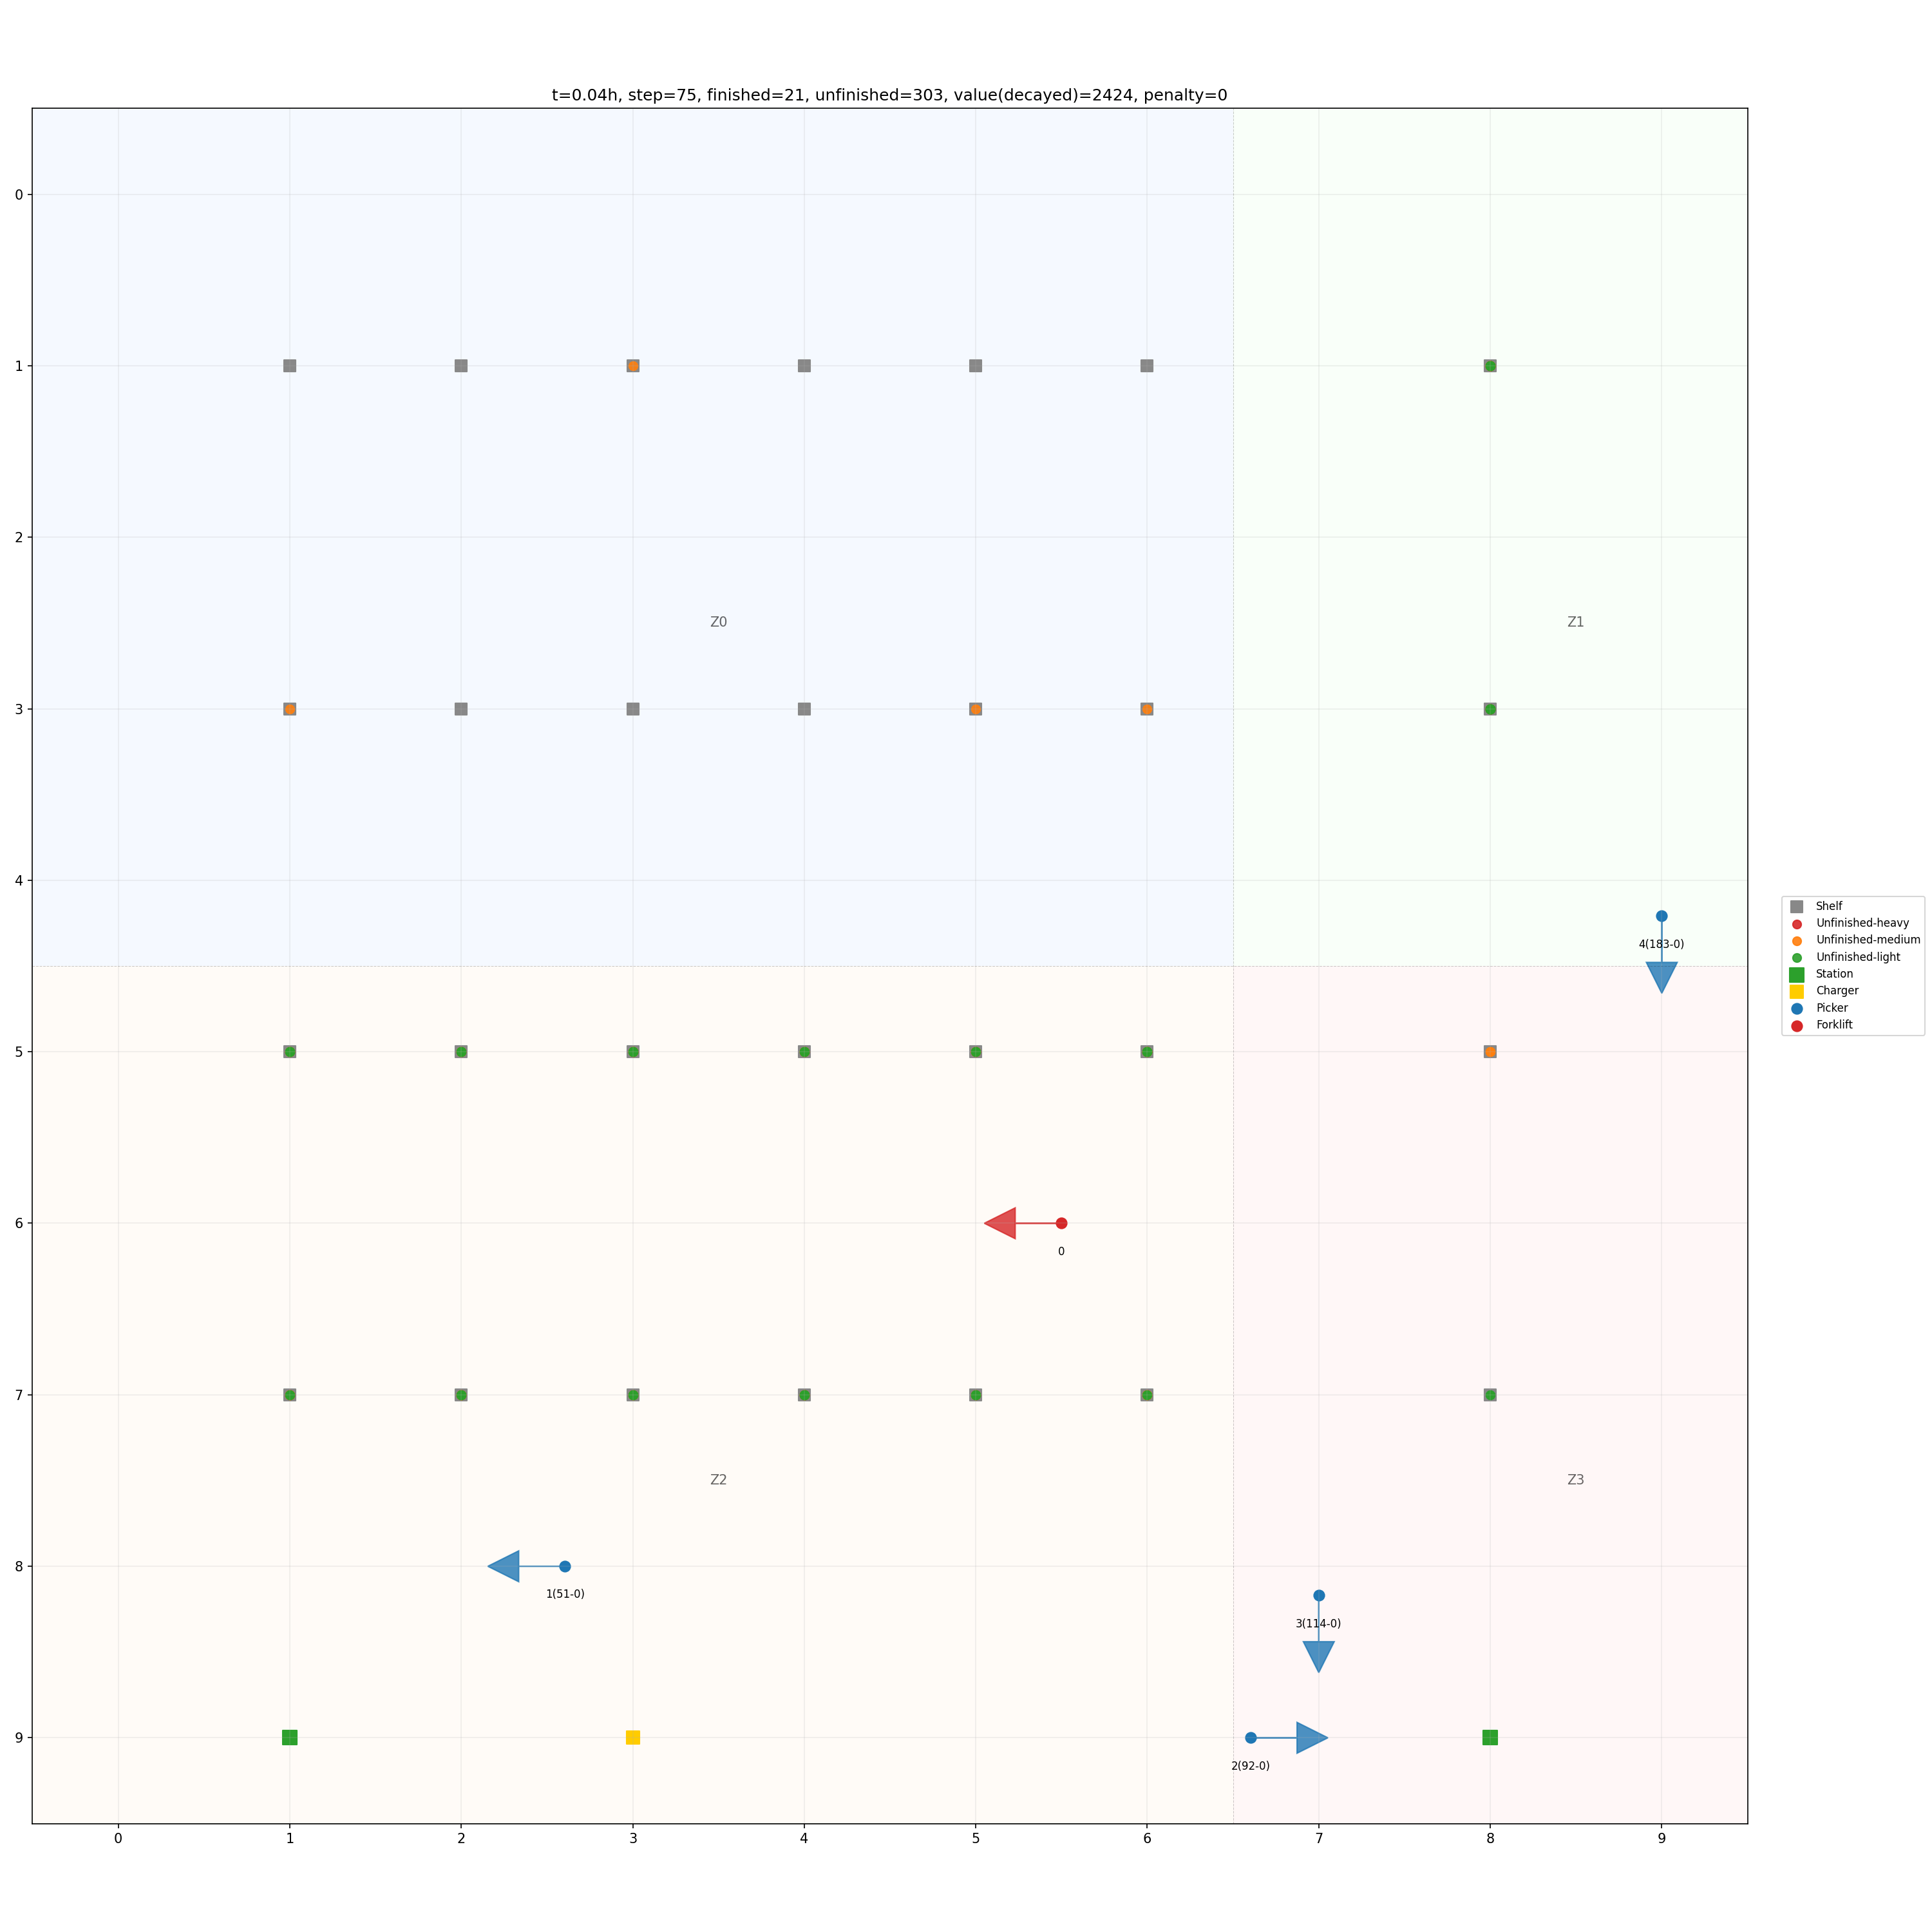 t=0.04h, step=75, finished=21, unfinished=303, value(decayed)=2424, penalty=0
0
1
2
Z0
Z1
3
4
4(183-0)
Shelf
Unfinished-heavy
Unfinished-medium
Unfinished-light
Station
Charger
Picker
Forklift
5
6
0
7
Z2
Z3
8
1(51-0)
3(114-0)
9
2(92-0)
0 1 2 3 4 5 6 7 8 9